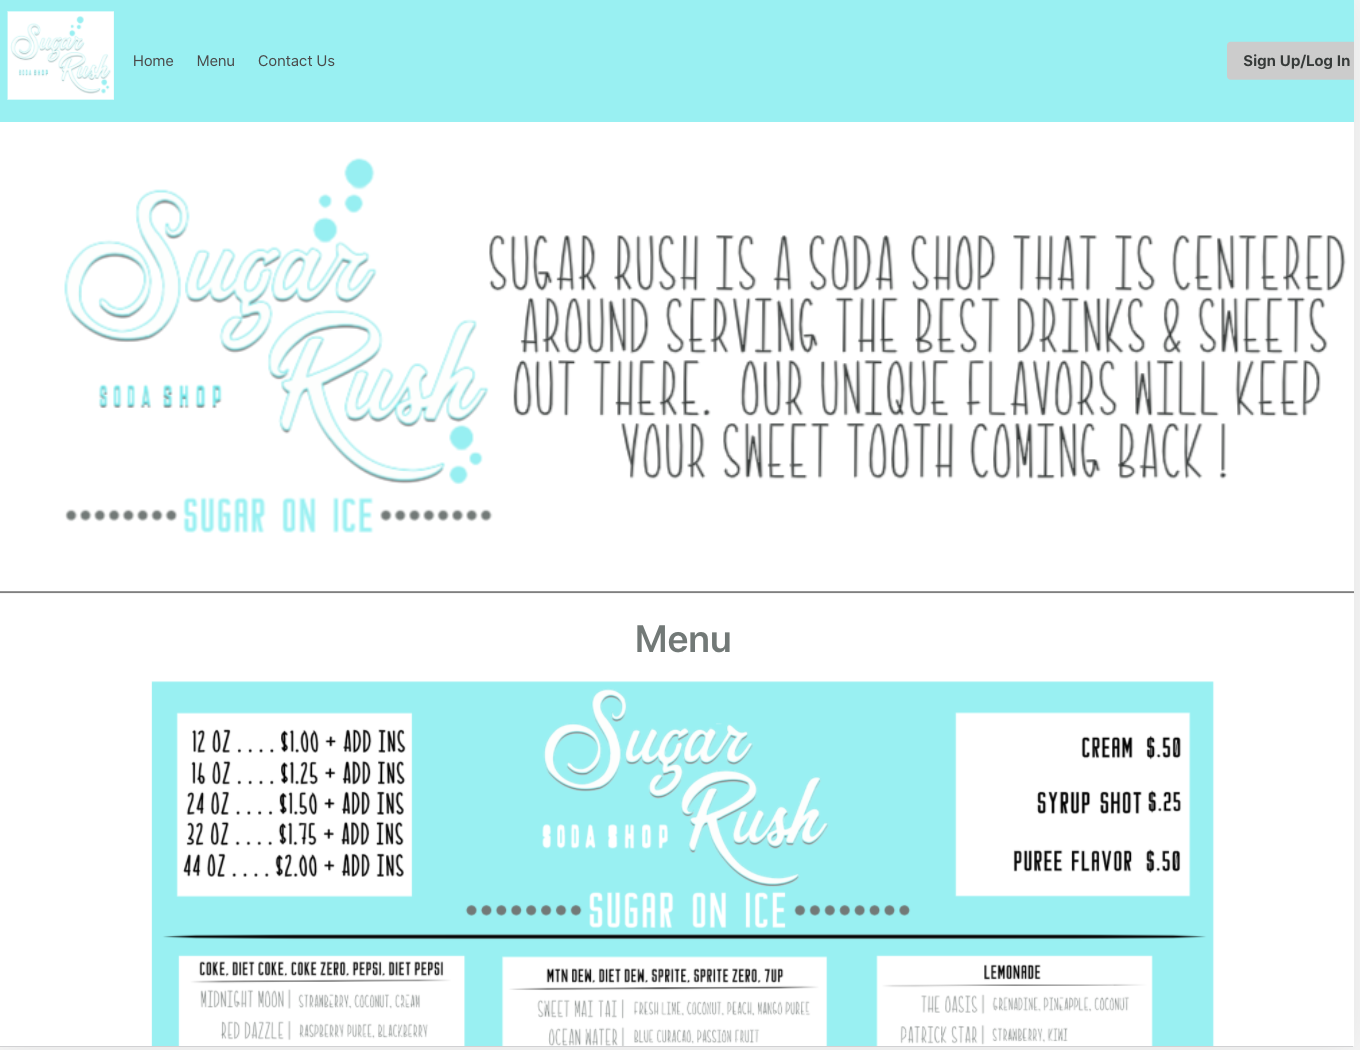 Sugar
Rush
SODA SHOP
Home
Menu
Contact Us
Sign Up/Log In
Sugar
Rush
SODA SHOP
SUGAR ON ICE
SUGAR RUSH IS A SODA SHOP THAT IS CENTERED
AROUND SERVING THE BEST DRINKS & SWEETS
OUT THERE. OUR UNIQUE FLAVORS WILL KEEP
YOUR SWEET TOOTH COMING BACK !
Menu
12 OZ . . . . $1.00 + ADD INS
16 OZ . . . . $1.25 + ADD INS
24 OZ . . . . $1.50 + ADD INS
32 OZ . . . . $1.75 + ADD INS
44 OZ . . . . $2.00 + ADD INS
Sugar
Rush
SODA SHOP
SUGAR ON ICE
CREAM $.50
SYRUP SHOT $.25
PUREE FLAVOR $.50
COKE, DIET COKE, COKE ZERO, PEPSI, DIET PEPSI
MIDNIGHT MOON | STRAWBERRY, COCONUT, CREAM
RED DAZZLE | RASPBERRY PUREE, BLACKBERRY
MTN DEW, DIET DEW, SPRITE, SPRITE ZERO, 7UP
SWEET MAI TAI | FRESH LIME, COCONUT, PEACH, MANGO PUREE
OCEAN WATER | BLUE CURACAO, PASSION FRUIT
LEMONADE
THE OASIS | GRENADINE, PINEAPPLE, COCONUT
PATRICK STAR | STRAWBERRY, KIWI